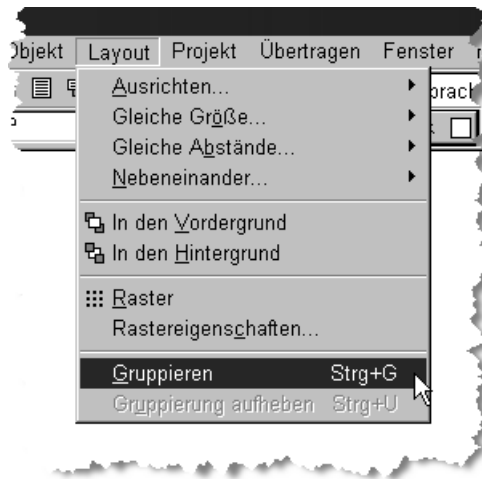 Objekt Layout Projekt Übertragen Fenster
Ausrichten...
Gleiche Größe...
Gleiche Abstände...
Nebeneinander...
In den Vordergrund
In den Hintergrund
Raster
Rastereigenschaften...
Gruppieren Strg+G
Gruppierung aufheben Strg+U